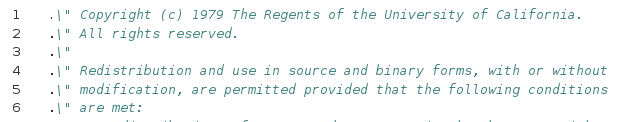 1 .\" Copyright (c) 1979 The Regents of the University of California.
2 .\" All rights reserved.
3 .\"
4 .\" Redistribution and use in source and binary forms, with or without
5 .\" modification, are permitted provided that the following conditions
6 .\" are met: